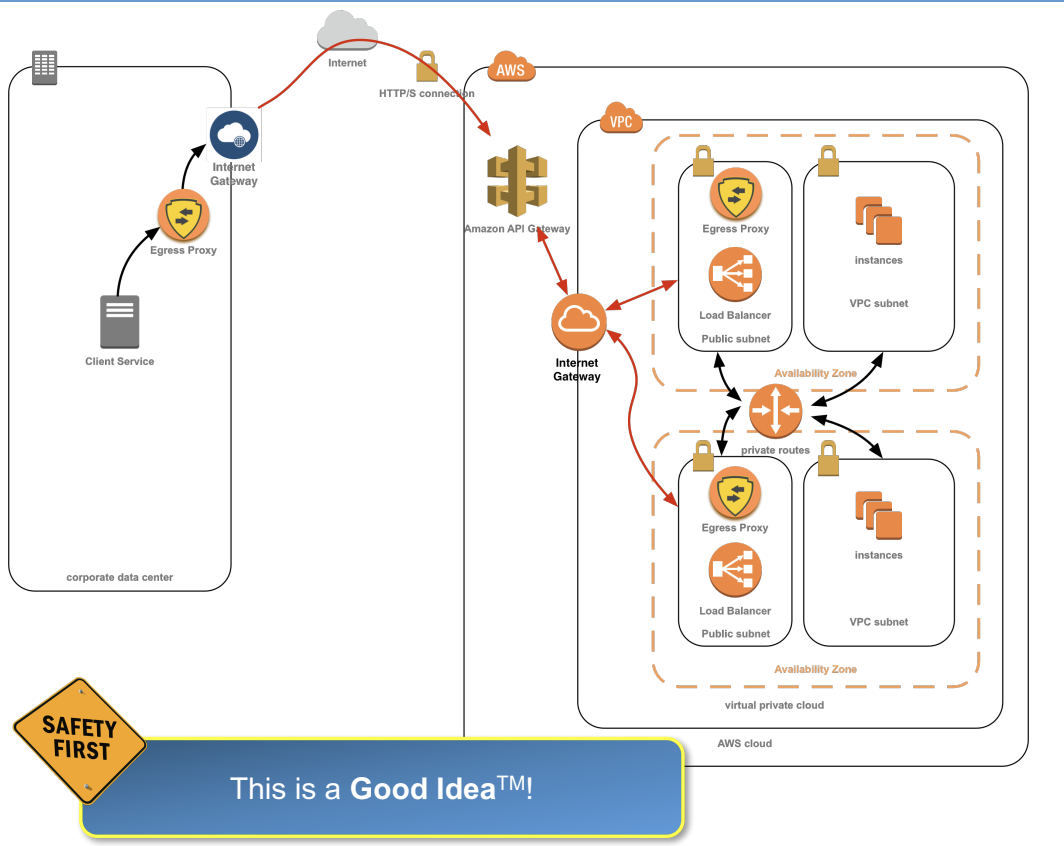 Internet
HTTP/S connection
AWS
VPC
Internet
Gateway
Egress Proxy
Client Service
corporate data center
Amazon API Gateway
Internet
Gateway
Egress Proxy
Load Balancer
Public subnet
instances
VPC subnet
Availability Zone
private routes
Egress Proxy
Load Balancer
Public subnet
instances
VPC subnet
Availability Zone
virtual private cloud
AWS cloud
SAFETY
FIRST
This is a Good Idea™!